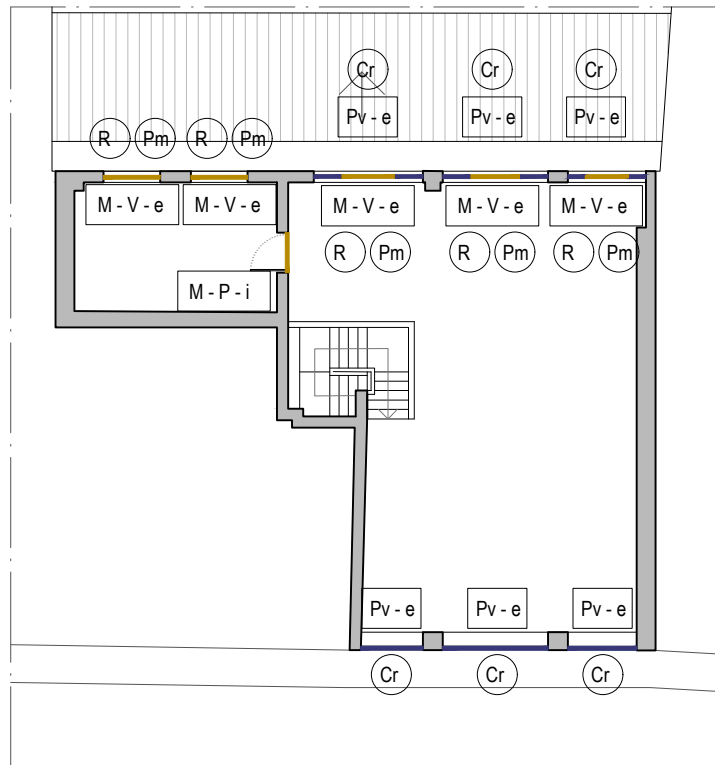 Cr Cr Cr
Pv - e Pv - e Pv - e
R Pm R Pm
M - V - e M - V - e M - V - e M - V - e M - V - e
R Pm R Pm R Pm
M - P - i
Pv - e Pv - e Pv - e
Cr Cr Cr